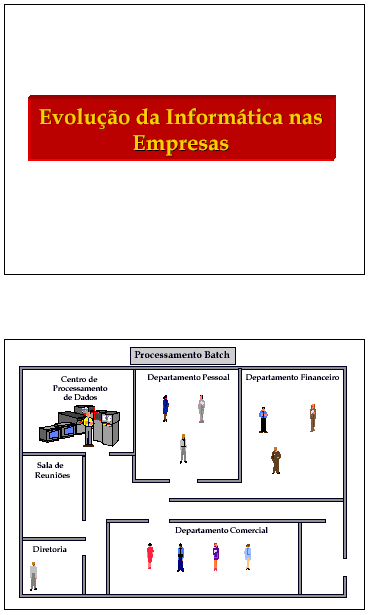 Evolução da Informática nas
Empresas
Processamento Batch
Centro de
Processamento
de Dados
Departamento Pessoal
Departamento Financeiro
Sala de
Reuniões
Diretoria
Departamento Comercial